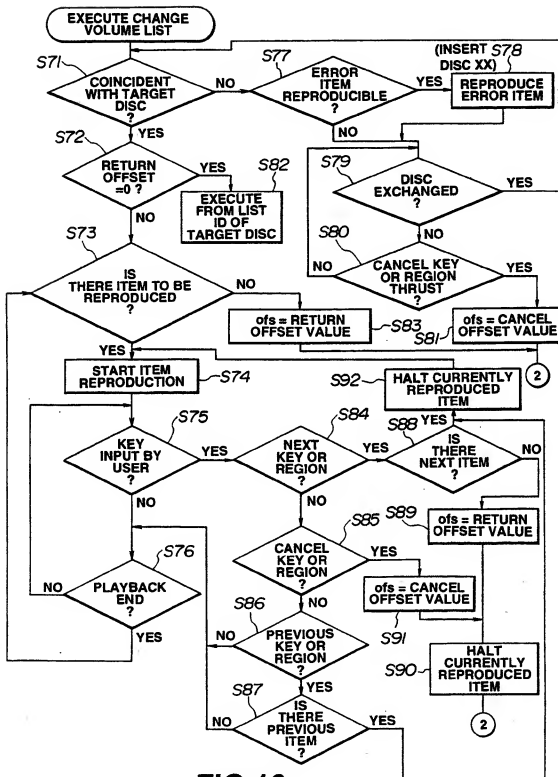 EXECUTE CHANGE
VOLUME LIST
S71
COINCIDENT
WITH TARGET
DISC
?
NO
YES
S77
ERROR
ITEM
REPRODUCIBLE
?
YES
NO
(INSERT
DISC XX)
S78
REPRODUCE
ERROR ITEM
S72
RETURN
OFFSET
=0 ?
YES
NO
S82
EXECUTE
FROM LIST
ID OF
TARGET DISC
S79
DISC
EXCHANGED
?
NO
S80
CANCEL KEY
OR REGION
THRUST ?
NO
YES
S73
IS
THERE ITEM TO BE
REPRODUCED
?
NO
YES
ofs = RETURN
OFFSET VALUE
S83
S81
ofs = CANCEL
OFFSET VALUE
2
START ITEM
REPRODUCTION
S74
S92
HALT CURRENTLY
REPRODUCED
ITEM
S75
KEY
INPUT BY
USER ?
YES
NO
S84
NEXT
KEY OR
REGION
?
YES
NO
S88
YES
IS
THERE
NEXT ITEM
?
NO
S89
ofs = RETURN
OFFSET VALUE
S76
PLAYBACK
END
?
NO
YES
S85
CANCEL
KEY OR
REGION
?
YES
NO
ofs = CANCEL
OFFSET VALUE
S91
S86
PREVIOUS
KEY OR
REGION
?
NO
YES
S90
HALT
CURRENTLY
REPRODUCED
ITEM
2
S87
IS
THERE
PREVIOUS
ITEM
?
NO
YES